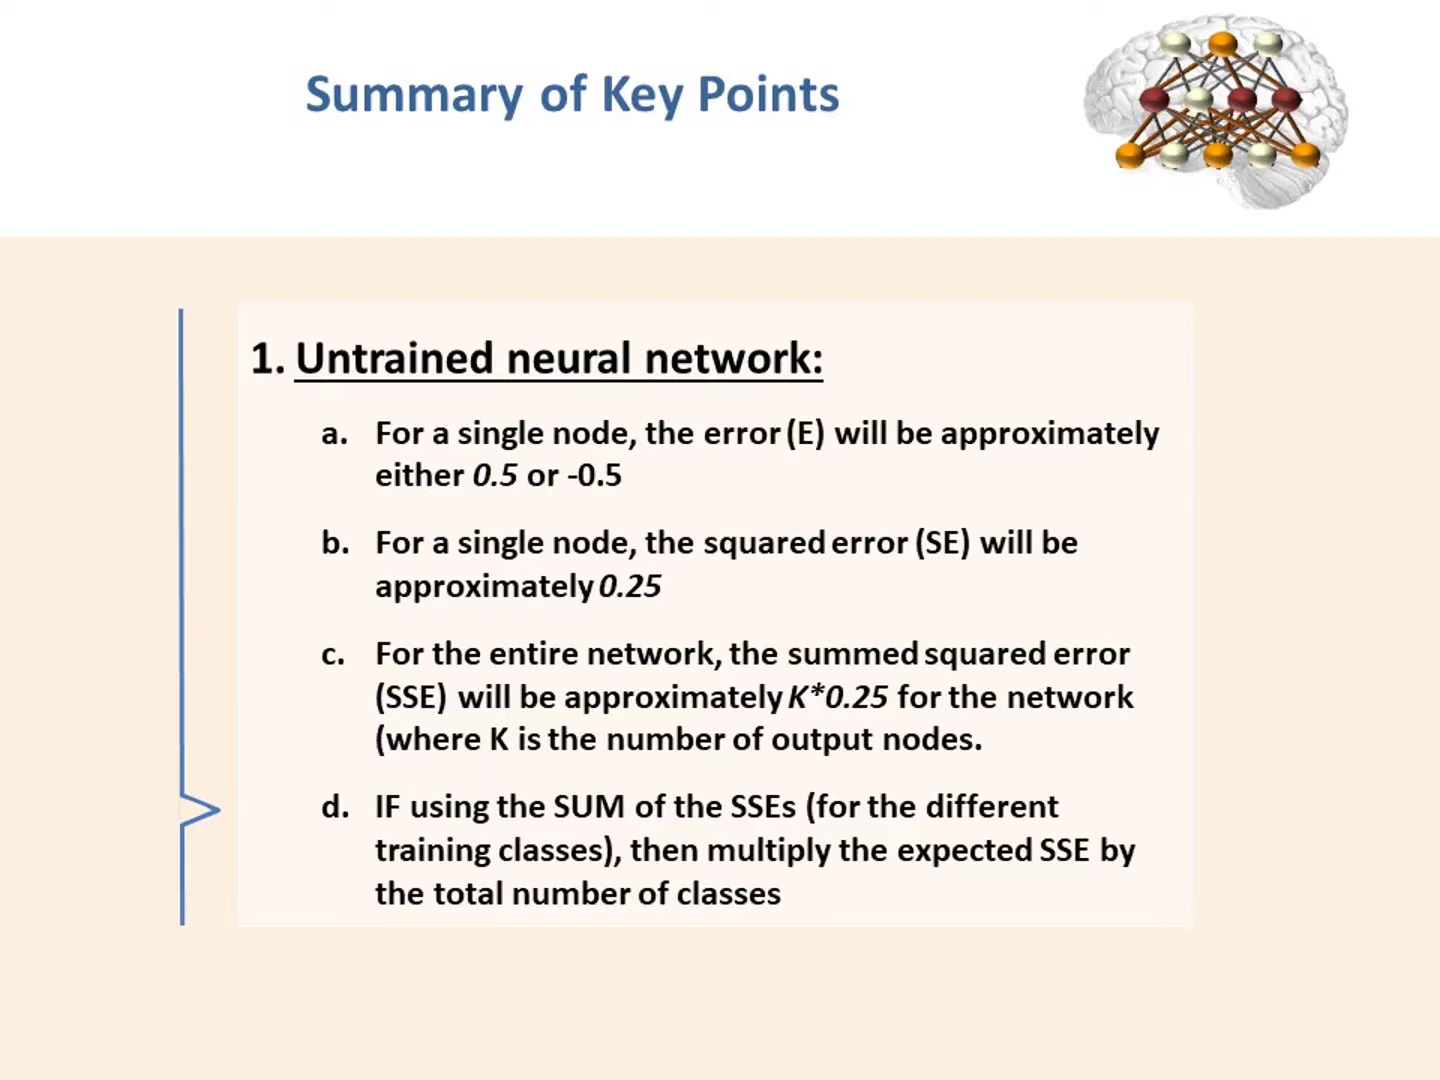 Summary of Key Points
1. Untrained neural network:
a. For a single node, the error (E) will be approximately
either 0.5 or -0.5
b. For a single node, the squared error (SE) will be
approximately 0.25
c. For the entire network, the summed squared error
(SSE) will be approximately K*0.25 for the network
(where K is the number of output nodes.
d. IF using the SUM of the SSEs (for the different
training classes), then multiply the expected SSE by
the total number of classes